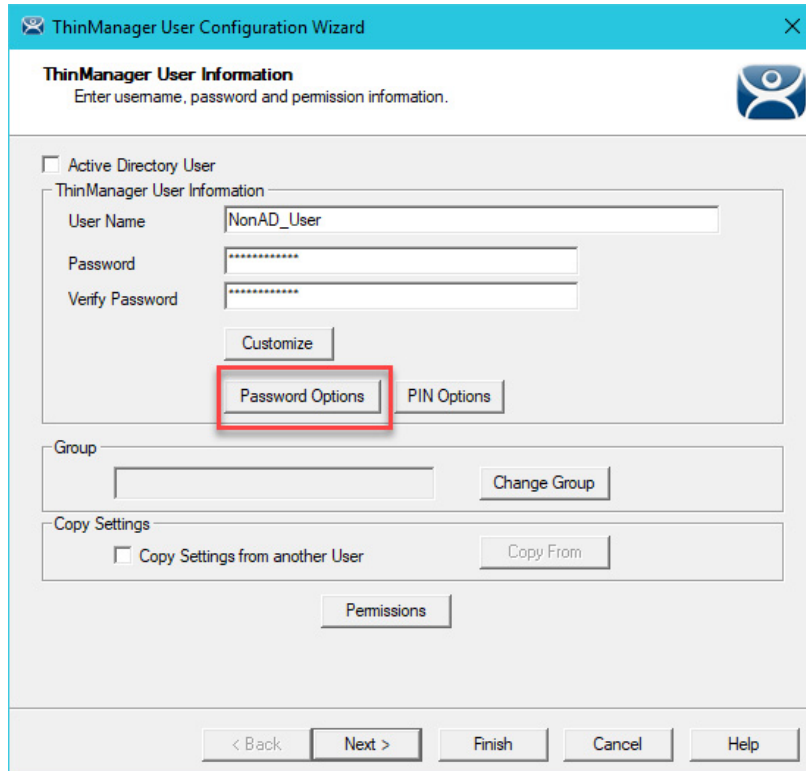 ThinManager User Configuration Wizard
ThinManager User Information
Enter username, password and permission information.
Active Directory User
ThinManager User Information
User Name NonAD_User
Password ************
Verify Password ************
Customize
Password Options PIN Options
Group
Change Group
Copy Settings
Copy Settings from another User Copy From
Permissions
< Back Next > Finish Cancel Help